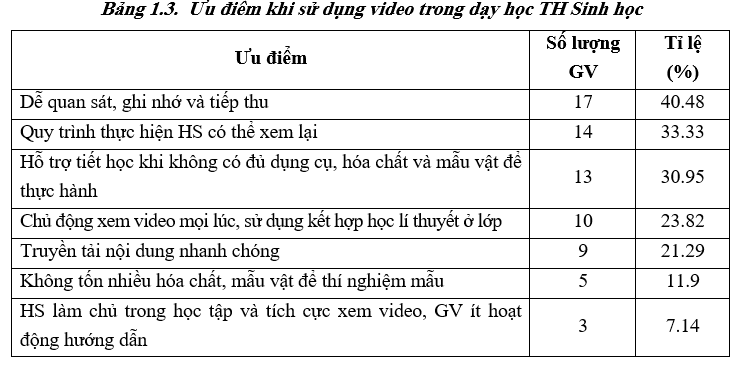 Bảng 1.3. Ưu điểm khi sử dụng video trong dạy học TH Sinh học
Ưu điểm
Số lượng
GV
Tỉ lệ
(%)
Dễ quan sát, ghi nhớ và tiếp thu 17 40.48
Quy trình thực hiện HS có thể xem lại 14 33.33
Hỗ trợ tiết học khi không có đủ dụng cụ, hóa chất và mẫu vật để
thực hành
13 30.95
Chủ động xem video mọi lúc, sử dụng kết hợp học lí thuyết ở lớp 10 23.82
Truyền tải nội dung nhanh chóng 9 21.29
Không tốn nhiều hóa chất, mẫu vật để thí nghiệm mẫu 5 11.9
HS làm chủ trong học tập và tích cực xem video, GV ít hoạt
động hướng dẫn
3 7.14